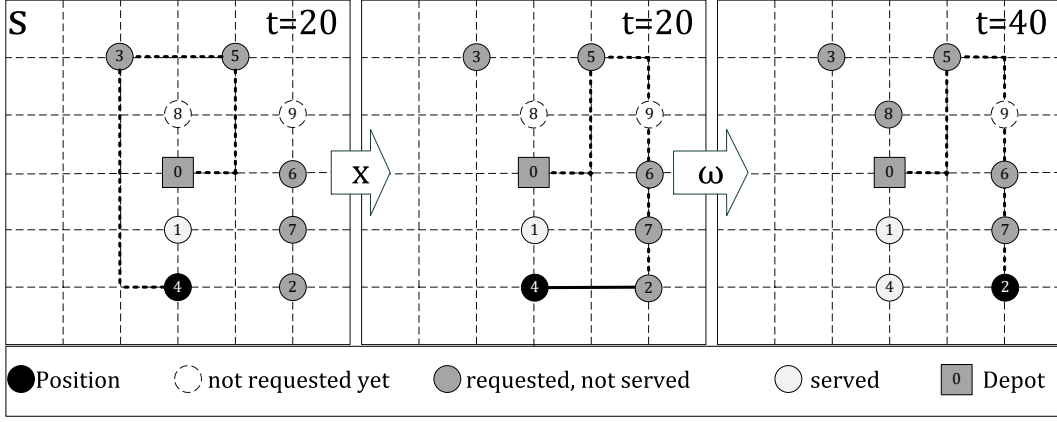 S t=20 t=20 t=40
3 5 3 5 3 5
8 9 8 9 8 9
0 6 x 0 6 ω 0 6
1 7 1 7 1 7
4 2 4 2 4 2
Position not requested yet requested, not served served 0 Depot